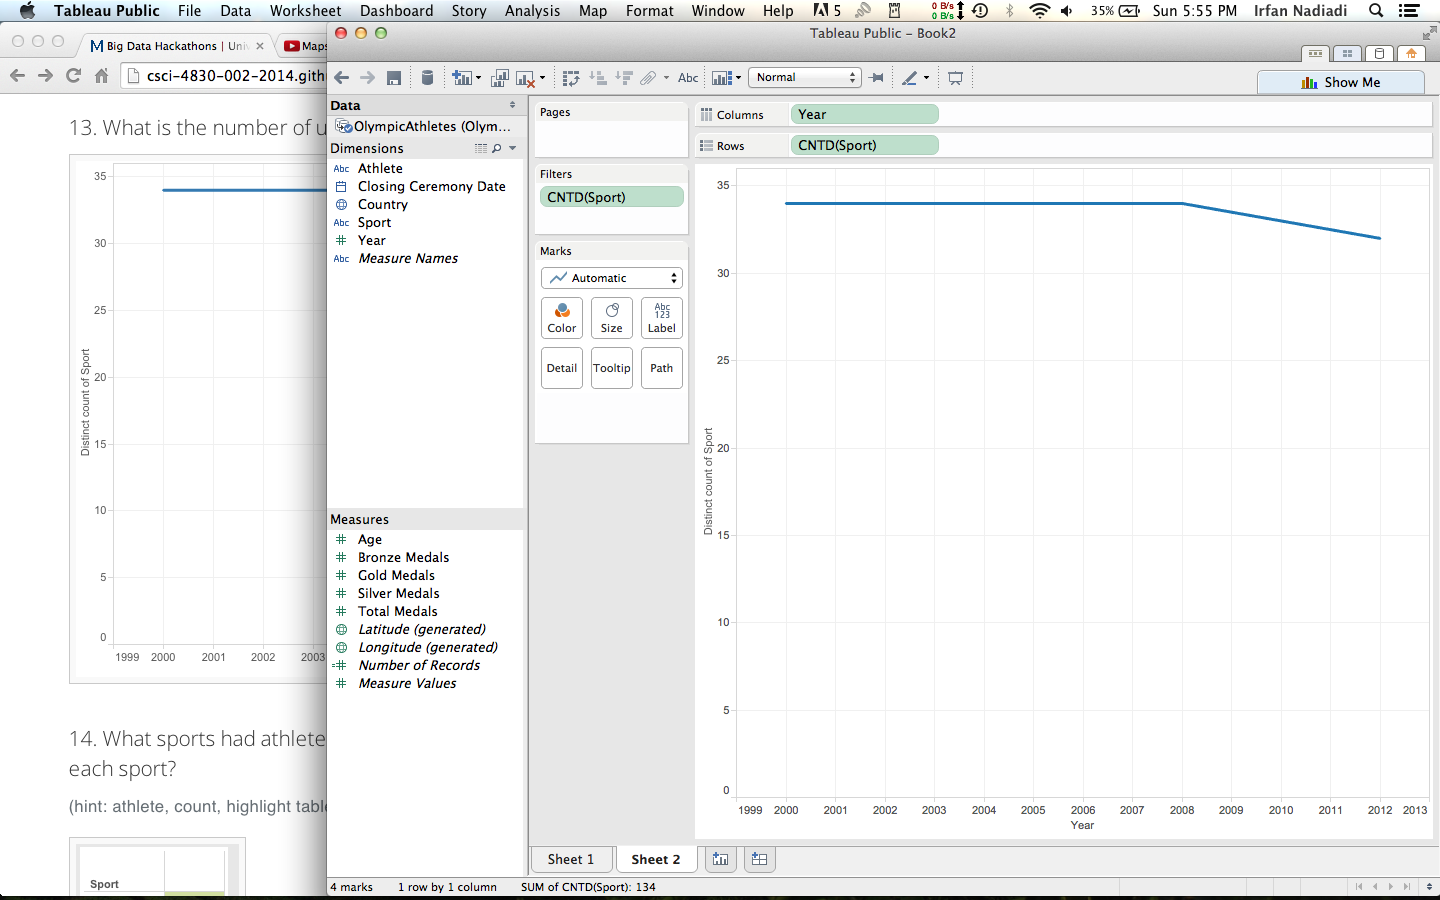 Tableau Public File Data Worksheet Dashboard Story Analysis Map Format Window Help 5 0 B/s 0 B/s 35% Sun 5:55 PM Irfan Nadiadi
Big Data Hackathons | Uni
Maps
csci-4830-002-2014.gith
13. What is the number of u
35
30
25
20
15
10
5
0
Distinct count of Sport
1999 2000 2001 2002 2003
14. What sports had athlete
each sport?
(hint: athlete, count, highlight tabl
Sport
Tableau Public - Book2
Abc
Normal
Show Me
Data
OlympicAthletes (Olym...
Dimensions
Abc Athlete
Closing Ceremony Date
Country
Abc Sport
Year
Abc Measure Names
Measures
Age
Bronze Medals
Gold Medals
Silver Medals
Total Medals
Latitude (generated)
Longitude (generated)
Number of Records
Measure Values
Pages
Filters
CNTD(Sport)
Marks
Automatic
Color
Size
Abc
123
Label
Detail
Tooltip
Path
Columns Year
Rows CNTD(Sport)
35
30
25
20
15
10
5
0
Distinct count of Sport
1999 2000 2001 2002 2003 2004 2005 2006 2007 2008 2009 2010 2011 2012 2013
Year
Sheet 1
Sheet 2
4 marks 1 row by 1 column SUM of CNTD(Sport): 134